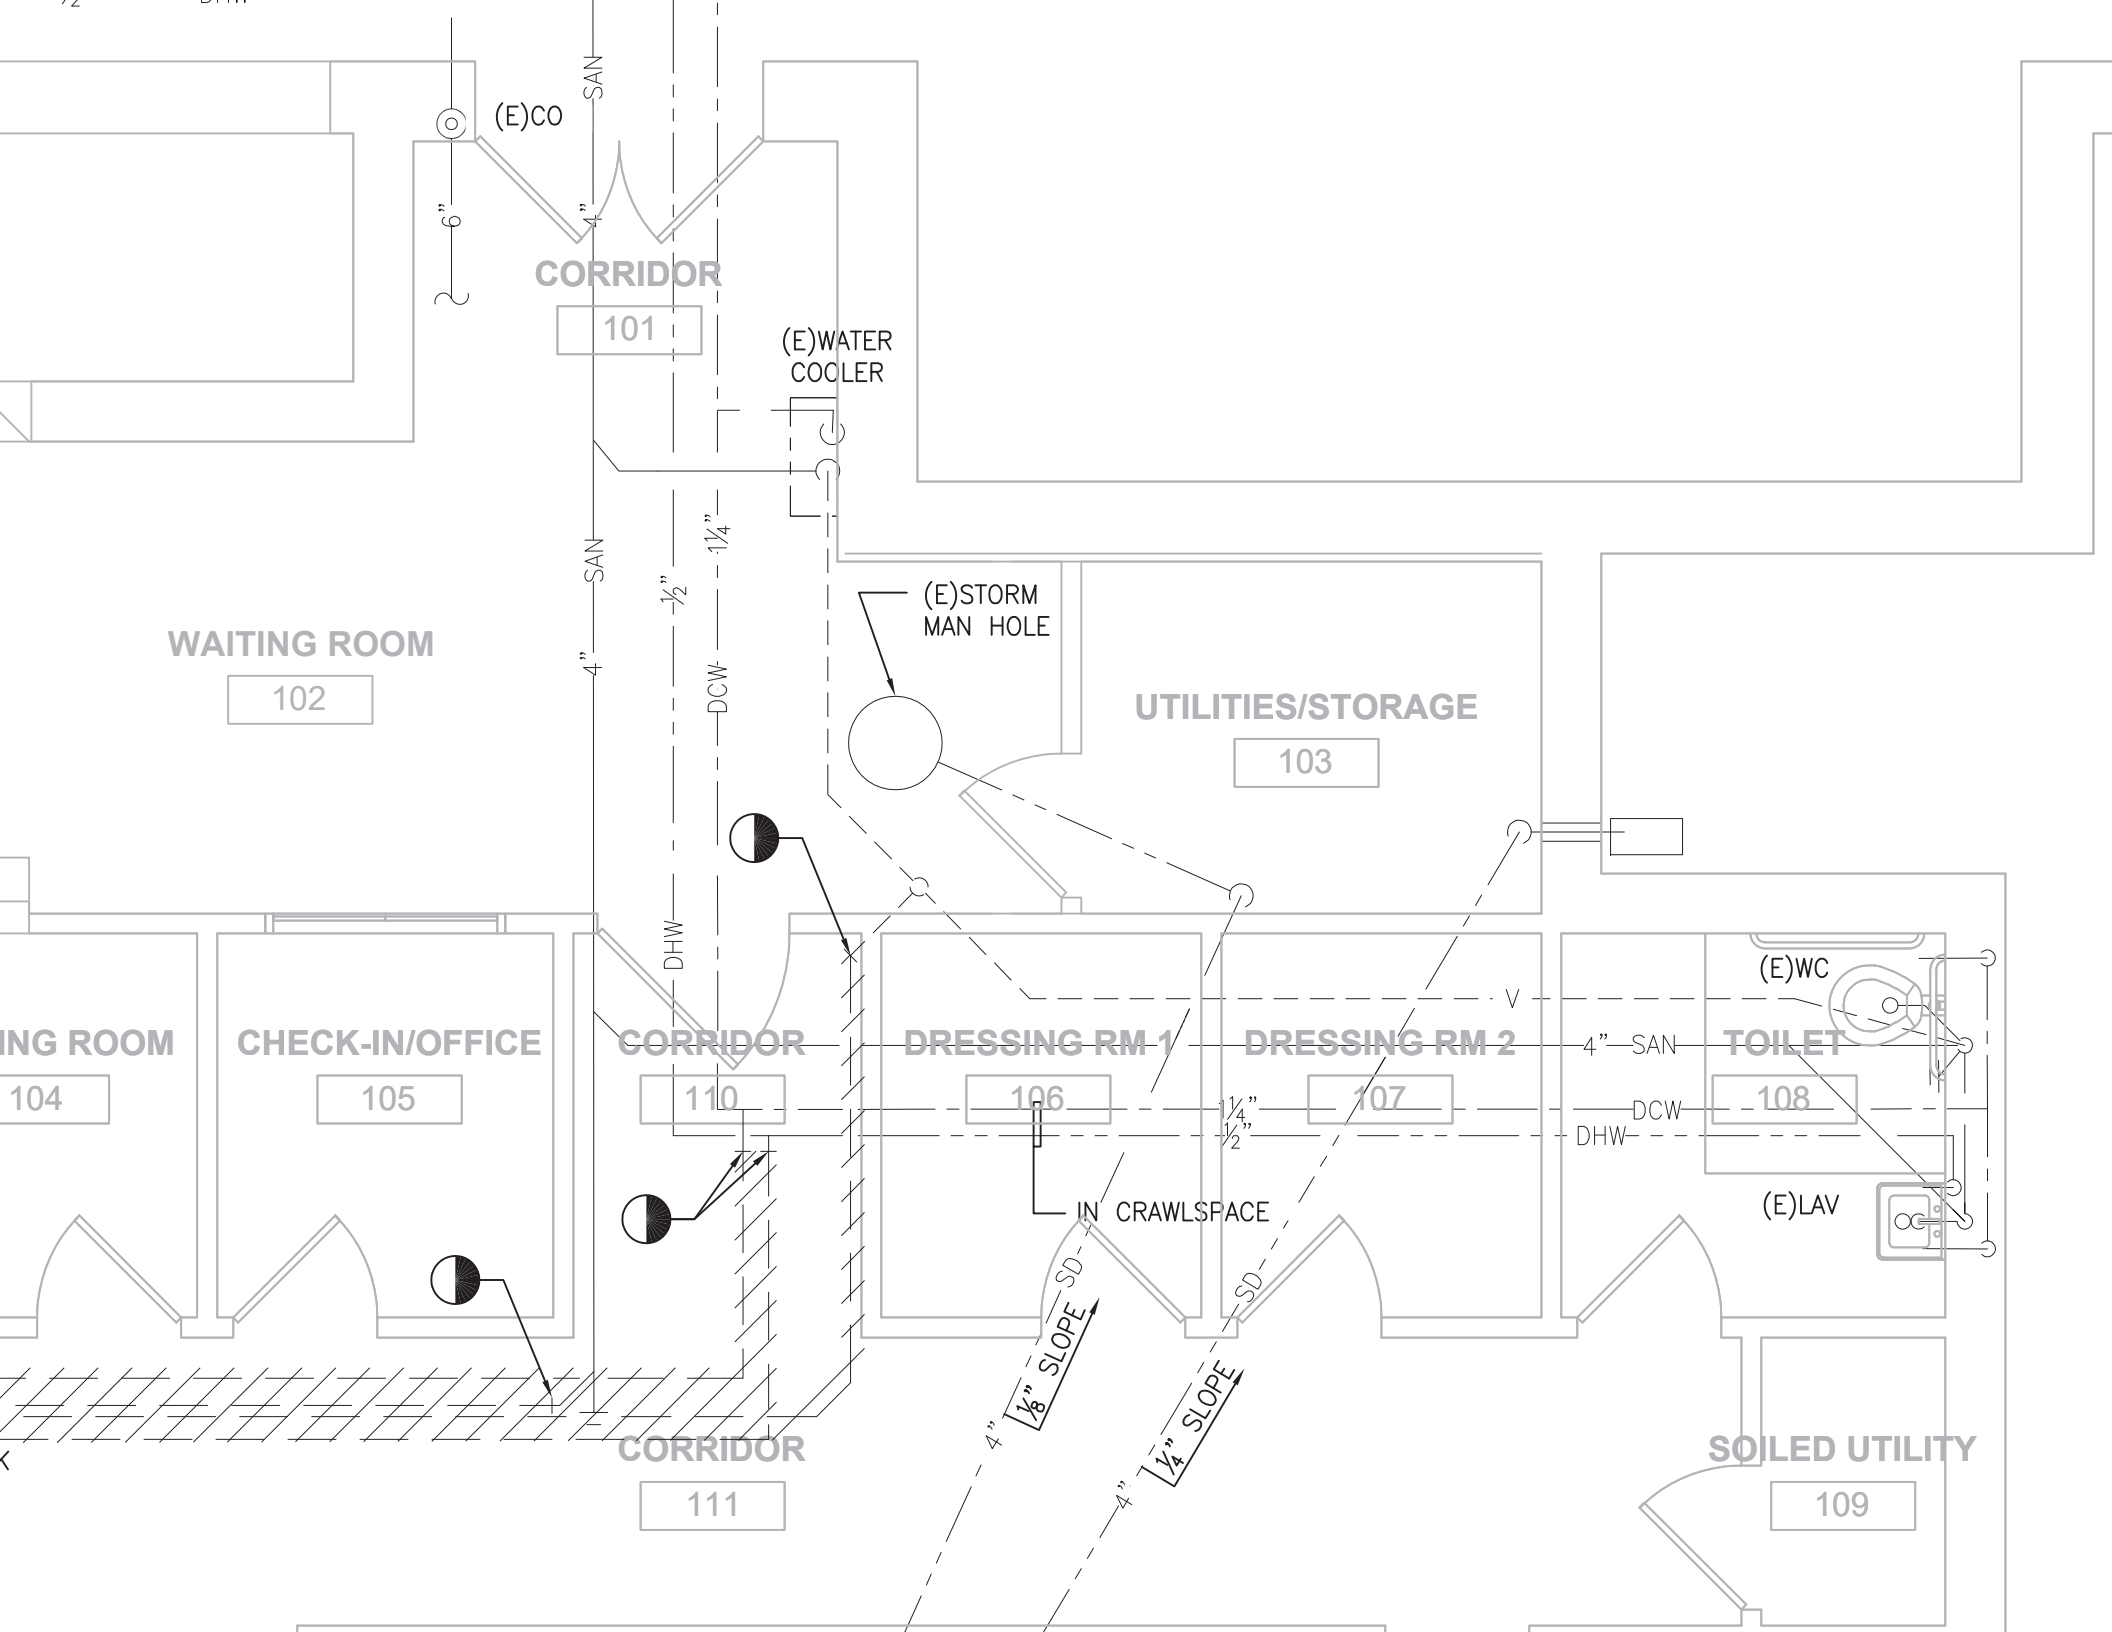 SAN
(E)CO
6"
4"
CORRIDOR
101
(E)WATER
COOLER
1¼"
SAN
½"
(E)STORM
MAN HOLE
WAITING ROOM
102
4"
DCW
UTILITIES/STORAGE
103
DHW
(E)WC
V
ING ROOM
104
CHECK-IN/OFFICE
105
CORRIDOR
110
DRESSING RM 1
106
DRESSING RM 2
107
4" SAN
TOILET
108
1¼"
DCW
½"
DHW
IN CRAWLSPACE
(E)LAV
SD
SD
⅛" SLOPE
¼" SLOPE
4"
4"
CORRIDOR
111
SOILED UTILITY
109